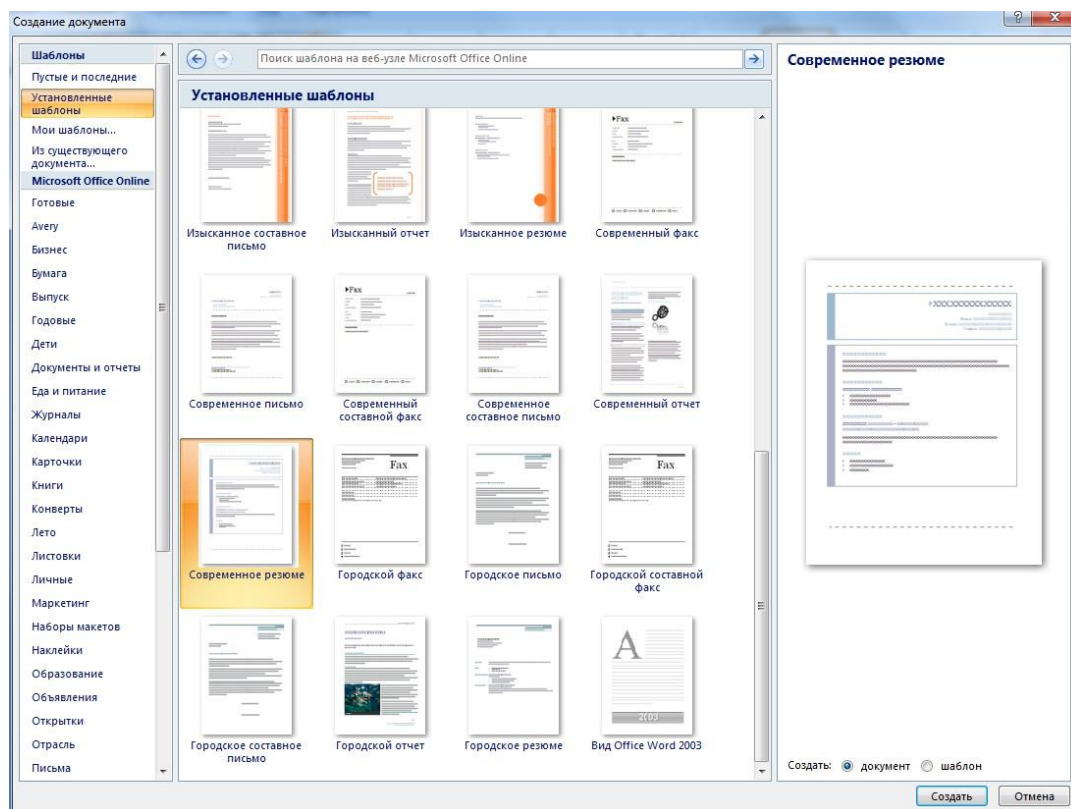 Создание документа
Шаблоны
Пустые и последние
Установленные
шаблоны
Мои шаблоны...
Из существующего
документа...
Microsoft Office Online
Готовые
Avery
Бизнес
Бумага
Выпуск
Годовые
Дети
Документы и отчеты
Еда и питание
Журналы
Календари
Карточки
Книги
Конверты
Лето
Листовки
Личные
Маркетинг
Наборы макетов
Наклейки
Образование
Объявления
Открытки
Отрасль
Письма
Поиск шаблона на веб-узле Microsoft Office Online
Установленные шаблоны
Fax
Изысканное составное
письмо
Изысканный отчет
Изысканное резюме
Современный факс
Fax
Современное письмо
Современный
составной факс
Современное
составное письмо
Современный отчет
Fax
Fax
Современное резюме
Городской факс
Городское письмо
Городской составной
факс
A
2003
Городское составное
письмо
Городской отчет
Городское резюме
Вид Office Word 2003
Современное резюме
Создать: документ шаблон
Создать Отмена